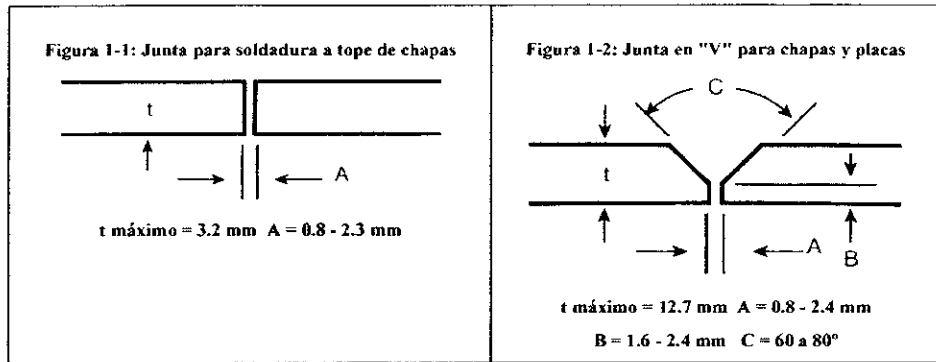 Figura 1-1: Junta para soldadura a tope de chapas
t
A
t máximo = 3.2 mm A = 0.8 - 2.3 mm
Figura 1-2: Junta en "V" para chapas y placas
C
t
A
B
t máximo = 12.7 mm A = 0.8 - 2.4 mm
B = 1.6 - 2.4 mm C = 60 a 80º